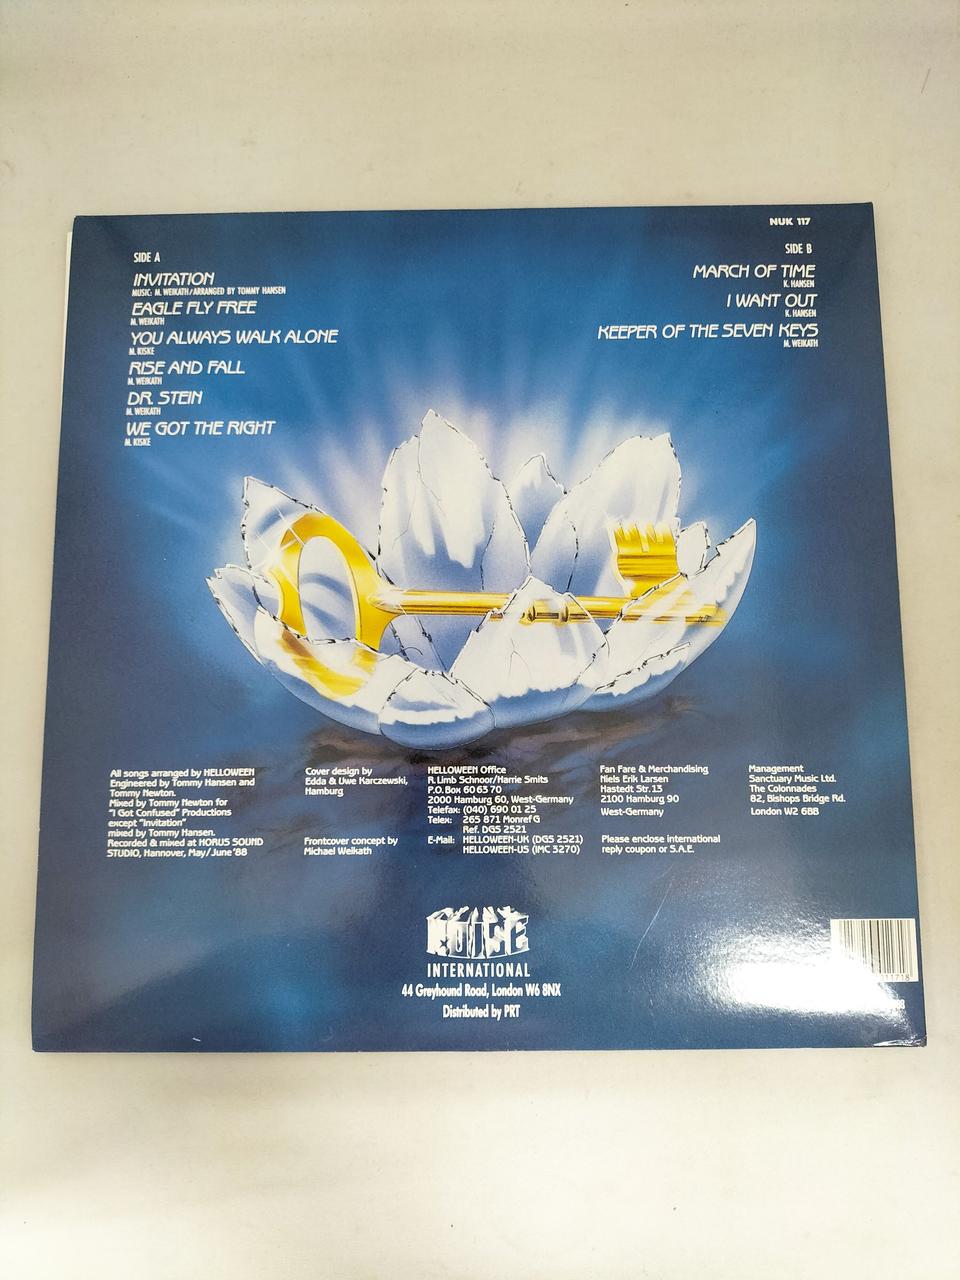 NUK 117
SIDE A
INVITATION
MUSIC: M. WEIKATH/ARRANGED BY TOMMY HANSEN
EAGLE FLY FREE
M. WEIKATH
YOU ALWAYS WALK ALONE
M. KISKE
RISE AND FALL
M. WEIKATH
DR. STEIN
M. WEIKATH
WE GOT THE RIGHT
M. KISKE
SIDE B
MARCH OF TIME
K. HANSEN
I WANT OUT
K. HANSEN
KEEPER OF THE SEVEN KEYS
M. WEIKATH
All songs arranged by HELLOWEEN
Engineered by Tommy Hansen and
Tommy Newton.
Mixed by Tommy Newton for
"I Got Confused" Productions
except "Invitation"
mixed by Tommy Hansen.
Recorded & mixed at HORUS SOUND
STUDIO, Hannover, May/June '88
Cover design by
Edda & Uwe Karczewski,
Hamburg
Frontcover concept by
Michael Weikath
HELLOWEEN Office
R. Limb Schnoor/Harrie Smits
P.O. Box 60 63 70
2000 Hamburg 60, West-Germany
Telefax: (040) 690 01 25
Telex: 265 871 Monref G
Ref. DGS 2521
E-Mail: HELLOWEEN-UK (DGS 2521)
HELLOWEEN-US (IMC 3270)
Fan Fare & Merchandising
Niels Erik Larsen
Hastedt Str. 13
2100 Hamburg 90
West-Germany
Please enclose international
reply coupon or S.A.E.
Management
Sanctuary Music Ltd.
The Colonnades
82, Bishops Bridge Rd.
London W2 6BB
NOISE
INTERNATIONAL
44 Greyhound Road, London W6 8NX
Distributed by PRT